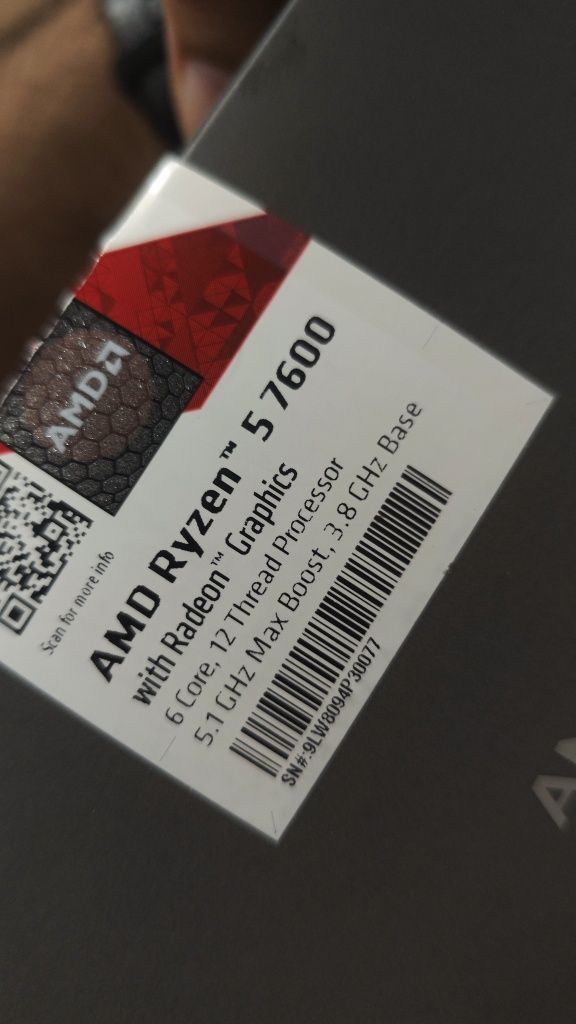 AMD
Scan for more info
AMD Ryzen™ 5 7600
with Radeon™ Graphics
6 Core, 12 Thread Processor
5.1 GHz Max Boost, 3.8 GHz Base
SN#:9LW8094P30077